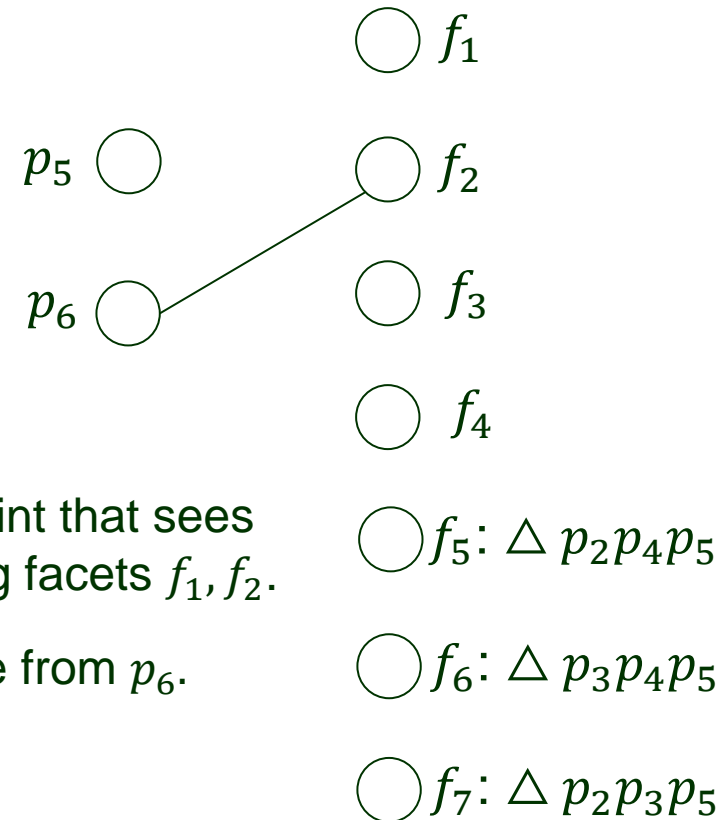 f₁
p₅
f₂
p₆
f₃
f₄
int that sees
g facets f₁, f₂.
f₅: △ p₂p₄p₅
e from p₆.
f₆: △ p₃p₄p₅
f₇: △ p₂p₃p₅